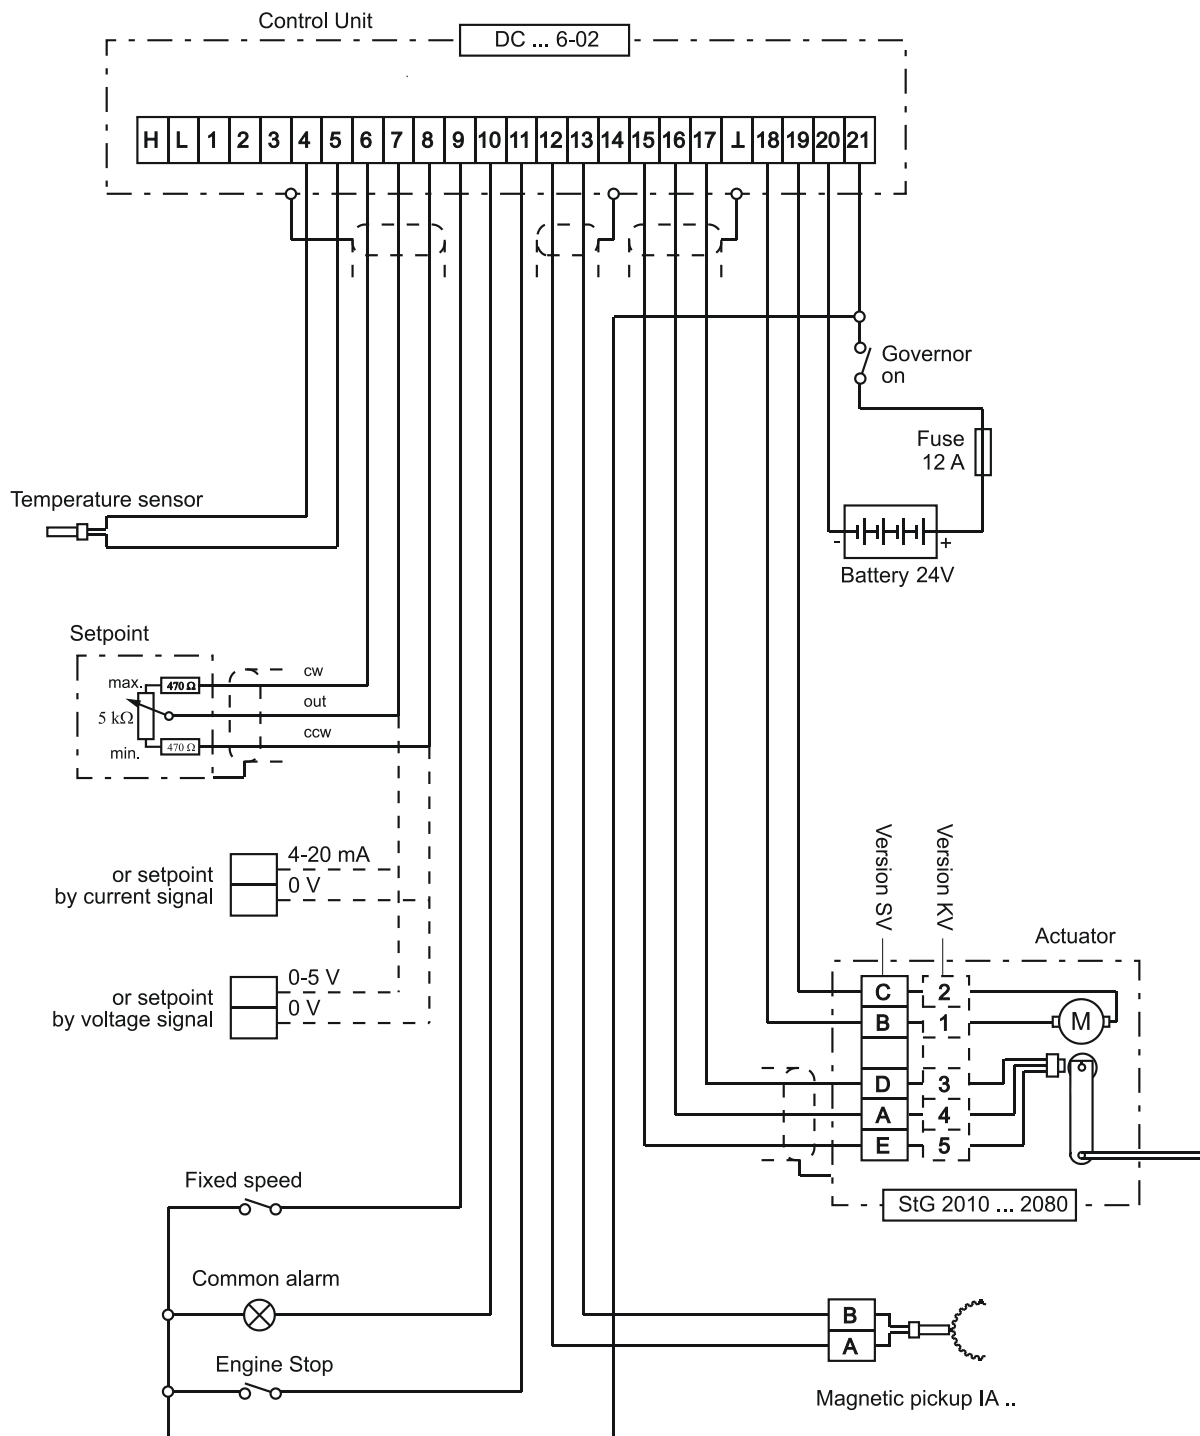 Control Unit
DC ... 6-02
H L 1 2 3 4 5 6 7 8 9 10 11 12 13 14 15 16 17 ⊥ 18 19 20 21
Governor
on
Fuse
12 A
Temperature sensor
- +
Battery 24V
Setpoint
max. 470 Ω cw
5 kΩ out
min. 470 Ω ccw
4-20 mA
or setpoint
by current signal
0 V
0-5 V
or setpoint
by voltage signal
0 V
Version SV
Version KV
Actuator
C 2
B 1 M
D 3
A 4
E 5
StG 2010 ... 2080
Fixed speed
Common alarm
Engine Stop
B
A
Magnetic pickup IA ..